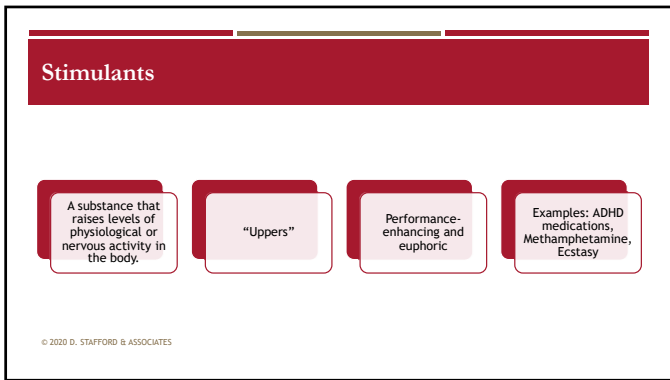 Stimulants
A substance that
raises levels of
physiological or
nervous activity in
the body.
“Uppers”
Performance-
enhancing and
euphoric
Examples: ADHD
medications,
Methamphetamine,
Ecstasy
© 2020 D. STAFFORD & ASSOCIATES